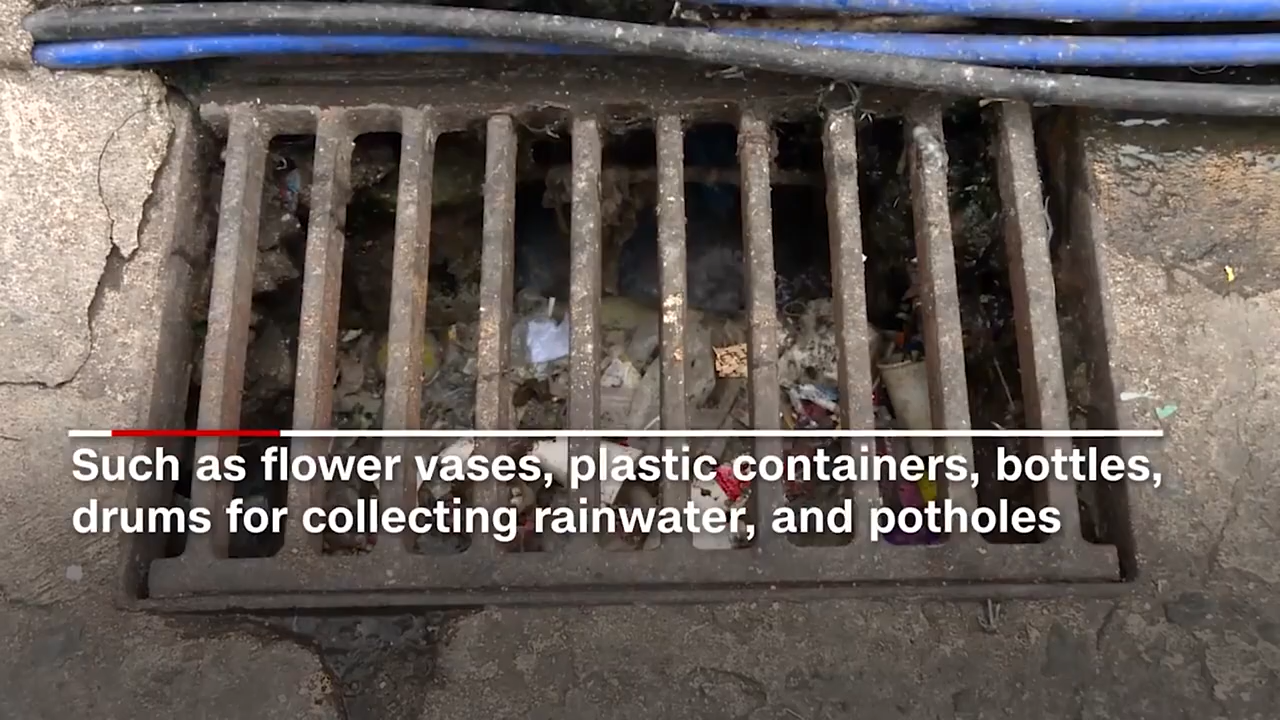 Such as flower vases, plastic containers, bottles,
drums for collecting rainwater, and potholes